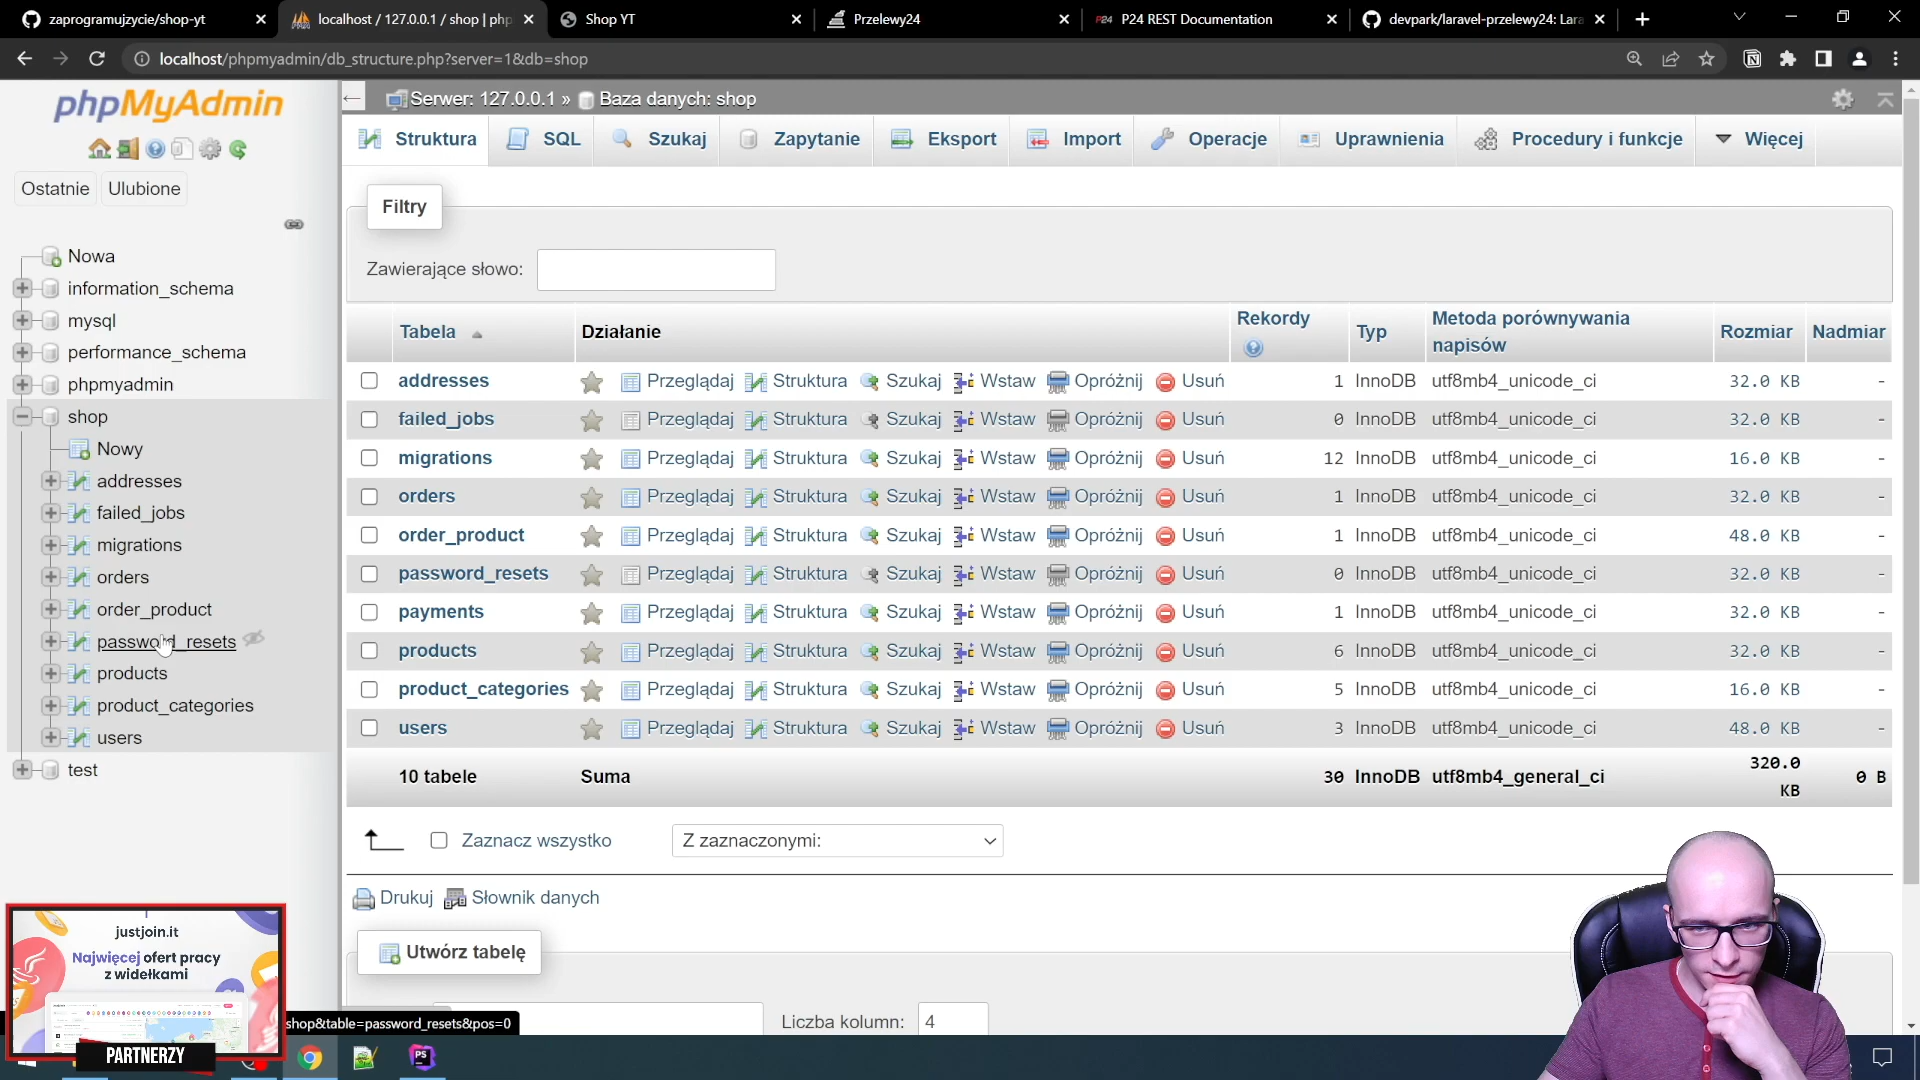 zaprogramujzycie/shop-yt
localhost / 127.0.0.1 / shop | php
Shop YT
Przelewy24
P24 REST Documentation
devpark/laravel-przelewy24: Lara
localhost/phpmyadmin/db_structure.php?server=1&db=shop
phpMyAdmin
Serwer: 127.0.0.1 » Baza danych: shop
Struktura
SQL
Szukaj
Zapytanie
Eksport
Import
Operacje
Uprawnienia
Procedury i funkcje
Więcej
Ostatnie
Ulubione
Nowa
information_schema
mysql
performance_schema
phpmyadmin
shop
Nowy
addresses
failed_jobs
migrations
orders
order_product
password_resets
products
product_categories
users
test
Filtry
Zawierające słowo:
Tabela Działanie Rekordy Typ Metoda porównywania napisów Rozmiar Nadmiar
addresses Przeglądaj Struktura Szukaj Wstaw Opróżnij Usuń 1 InnoDB utf8mb4_unicode_ci 32.0 KB -
failed_jobs Przeglądaj Struktura Szukaj Wstaw Opróżnij Usuń 0 InnoDB utf8mb4_unicode_ci 32.0 KB -
migrations Przeglądaj Struktura Szukaj Wstaw Opróżnij Usuń 12 InnoDB utf8mb4_unicode_ci 16.0 KB -
orders Przeglądaj Struktura Szukaj Wstaw Opróżnij Usuń 1 InnoDB utf8mb4_unicode_ci 32.0 KB -
order_product Przeglądaj Struktura Szukaj Wstaw Opróżnij Usuń 1 InnoDB utf8mb4_unicode_ci 48.0 KB -
password_resets Przeglądaj Struktura Szukaj Wstaw Opróżnij Usuń 0 InnoDB utf8mb4_unicode_ci 32.0 KB -
payments Przeglądaj Struktura Szukaj Wstaw Opróżnij Usuń 1 InnoDB utf8mb4_unicode_ci 32.0 KB -
products Przeglądaj Struktura Szukaj Wstaw Opróżnij Usuń 6 InnoDB utf8mb4_unicode_ci 32.0 KB -
product_categories Przeglądaj Struktura Szukaj Wstaw Opróżnij Usuń 5 InnoDB utf8mb4_unicode_ci 16.0 KB -
users Przeglądaj Struktura Szukaj Wstaw Opróżnij Usuń 3 InnoDB utf8mb4_unicode_ci 48.0 KB -
10 tabele Suma 30 InnoDB utf8mb4_general_ci 320.0 KB 0 B
Zaznacz wszystko
Z zaznaczonymi:
Drukuj Słownik danych
Utwórz tabelę
Liczba kolumn: 4
shop&table=password_resets&pos=0
justjoin.it
Najwięcej ofert pracy
z widełkami
PARTNERZY
PS